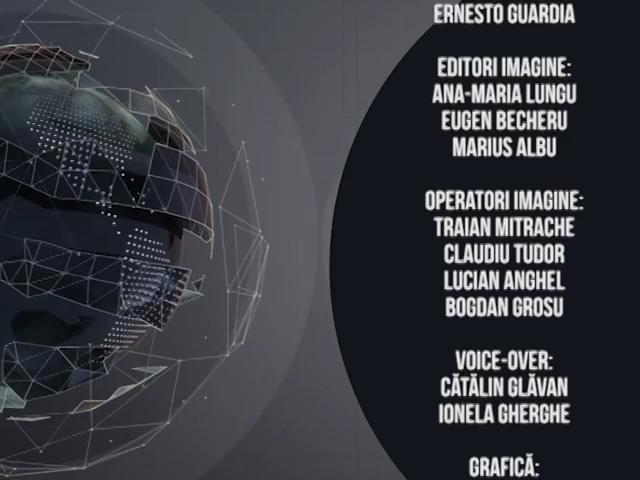 ERNESTO GUARDIA
EDITORI IMAGINE:
ANA-MARIA LUNGU
EUGEN BECHERU
MARIUS ALBU
OPERATORI IMAGINE:
TRAIAN MITRACHE
CLAUDIU TUDOR
LUCIAN ANGHEL
BOGDAN GROSU
VOICE-OVER:
CĂTĂLIN GLĂVAN
IONELA GHERGHE
GRAFICĂ: